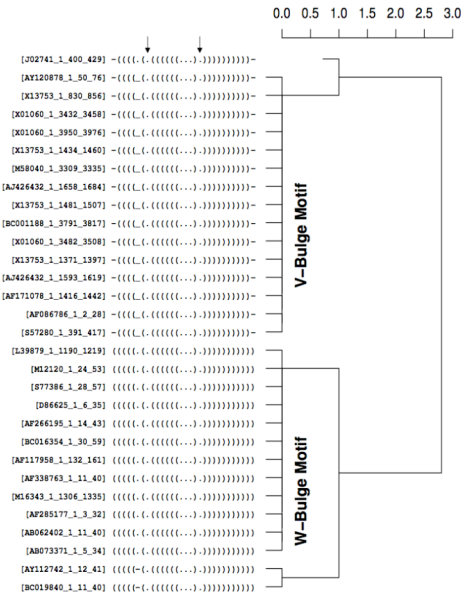 0.0 0.5 1.0 1.5 2.0 2.5 3.0
[J02741_1_400_429] -((((.(.((((((...).))))))))))-
[AY120878_1_50_76] -((((_(.((((((...).))))))))))-
[X13753_1_830_856] -((((_(.((((((...).))))))))))-
[X01060_1_3432_3458] -((((_(.((((((...).))))))))))-
[X01060_1_3950_3976] -((((_(.((((((...).))))))))))-
[X13753_1_1434_1460] -((((_(.((((((...).))))))))))-
[M58040_1_3309_3335] -((((_(.((((((...).))))))))))-
[AJ426432_1_1658_1684] -((((_(.((((((...).))))))))))-
[X13753_1_1481_1507] -((((_(.((((((...).))))))))))-
[BC001188_1_3791_3817] -((((_(.((((((...).))))))))))-
[X01060_1_3482_3508] -((((_(.((((((...).))))))))))-
[X13753_1_1371_1397] -((((_(.((((((...).))))))))))-
[AJ426432_1_1593_1619] -((((_(.((((((...).))))))))))-
[AF171078_1_1416_1442] -((((_(.((((((...).))))))))))-
[AF086786_1_2_28] -((((_(.((((((...).))))))))))-
[S57280_1_391_417] -((((_(.((((((...).))))))))))-
V-Bulge Motif
[L39879_1_1190_1219] (((((.(.((((((...).)))))))))))
[M12120_1_24_53] (((((.(.((((((...).)))))))))))
[S77386_1_28_57] (((((.(.((((((...).)))))))))))
[D86625_1_6_35] (((((.(.((((((...).)))))))))))
[AF266195_1_14_43] (((((.(.((((((...).)))))))))))
[BC016354_1_30_59] (((((.(.((((((...).)))))))))))
[AF117958_1_132_161] (((((.(.((((((...).)))))))))))
[AF338763_1_11_40] (((((.(.((((((...).)))))))))))
[M16343_1_1306_1335] (((((.(.((((((...).)))))))))))
[AF285177_1_3_32] (((((.(.((((((...).)))))))))))
[AB062402_1_11_40] (((((.(.((((((...).)))))))))))
[AB073371_1_5_34] (((((.(.((((((...).)))))))))))
[AY112742_1_12_41] (((((-(.((((((...).)))))))))))
[BC019840_1_11_40] (((((-(.((((((...).)))))))))))
W-Bulge Motif